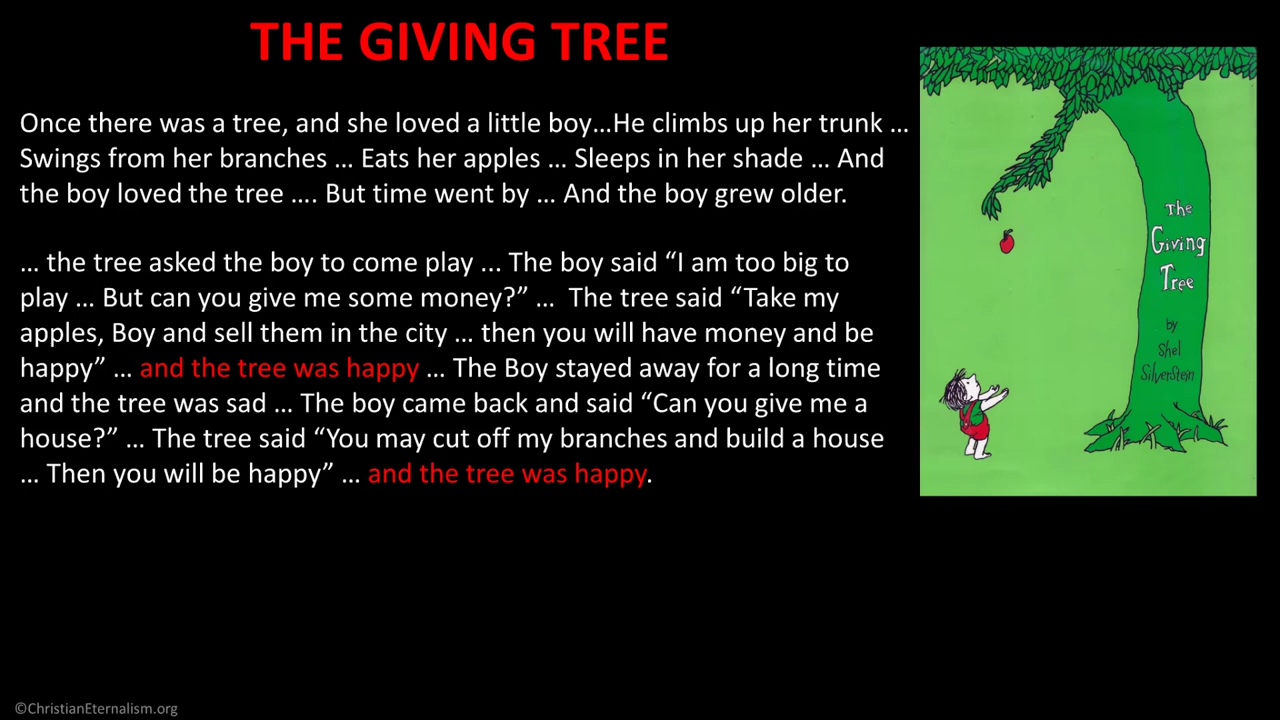 THE GIVING TREE
Once there was a tree, and she loved a little boy…He climbs up her trunk …
Swings from her branches … Eats her apples … Sleeps in her shade … And
the boy loved the tree …. But time went by … And the boy grew older.
… the tree asked the boy to come play ... The boy said “I am too big to
play … But can you give me some money?” … The tree said “Take my
apples, Boy and sell them in the city … then you will have money and be
happy” … and the tree was happy … The Boy stayed away for a long time
and the tree was sad … The boy came back and said “Can you give me a
house?” … The tree said “You may cut off my branches and build a house
… Then you will be happy” … and the tree was happy.
The
Giving
Tree
by
Shel
Silverstein
©ChristianEternalism.org